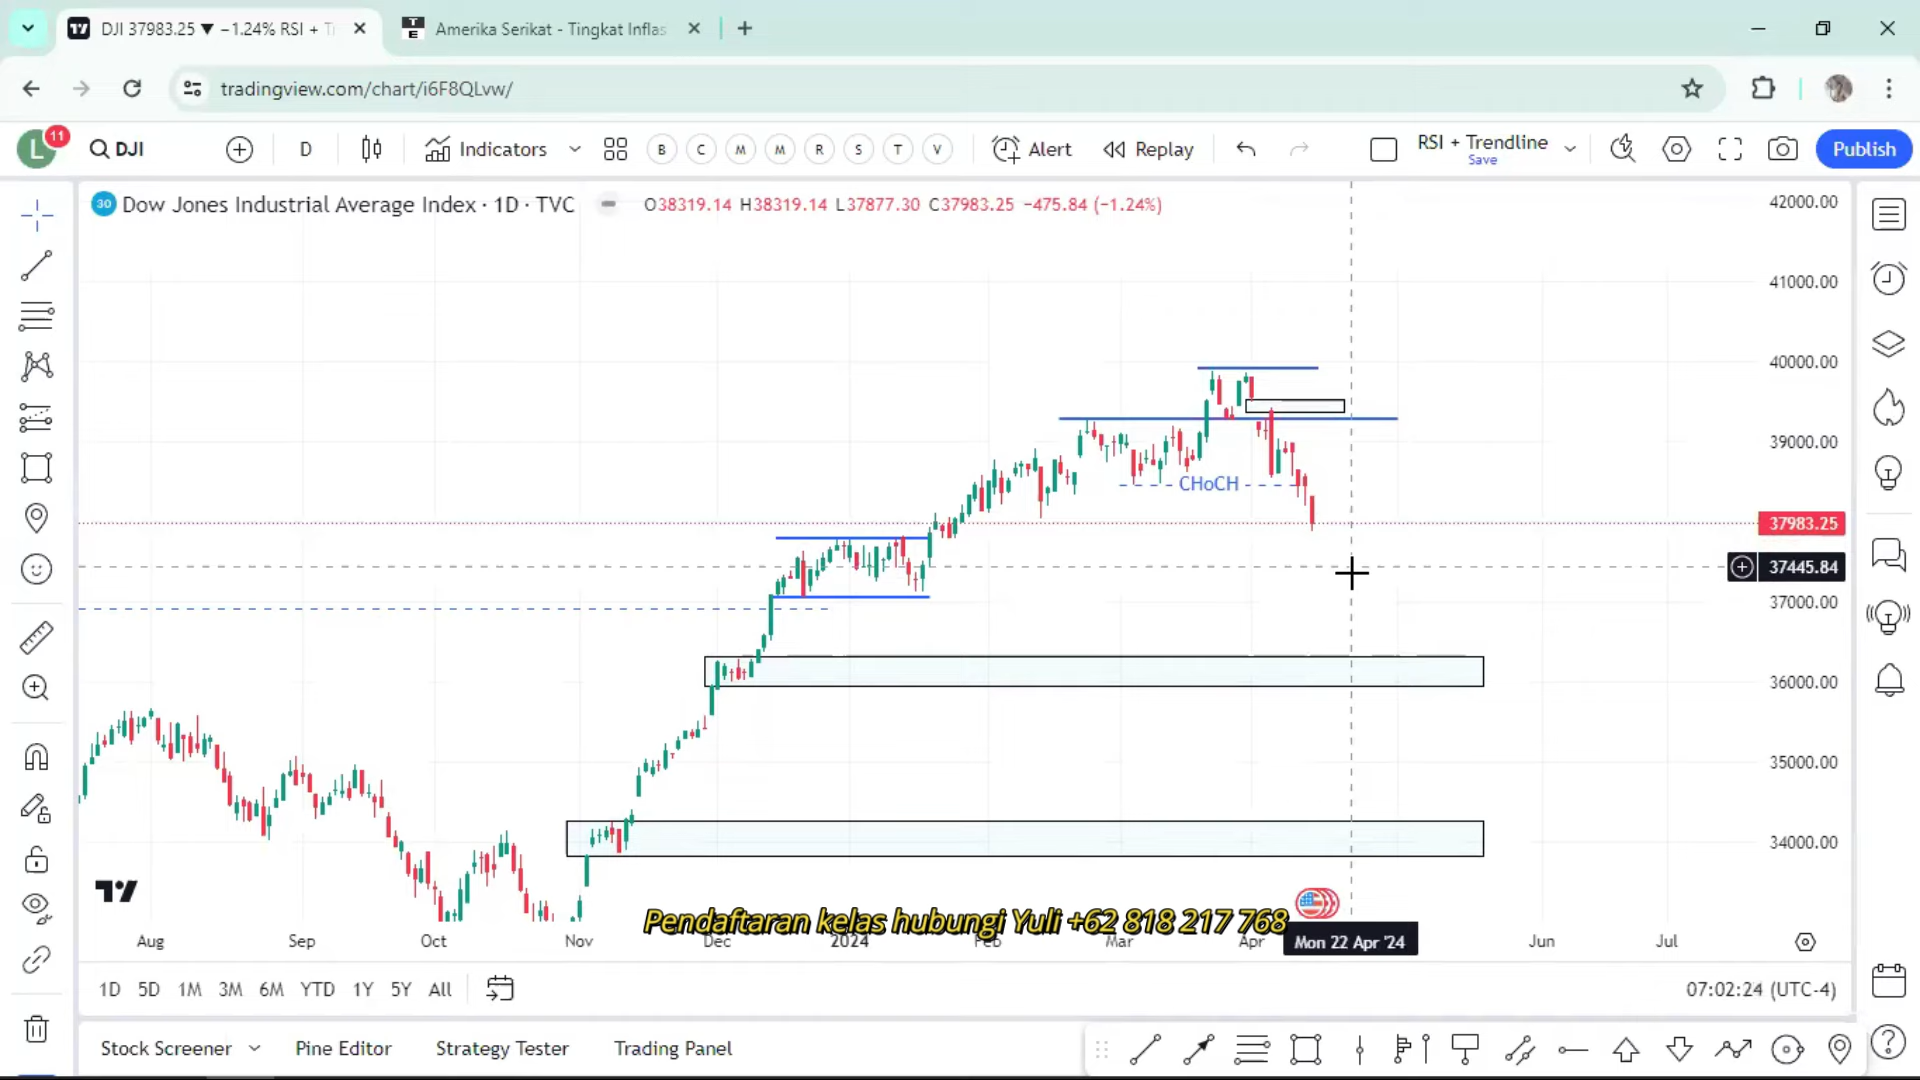 DJI 37983.25 ▼ −1.24% RSI + Tr
Amerika Serikat - Tingkat Inflas
tradingview.com/chart/i6F8QLvw/
L
11
DJI
D
Indicators
B
C
M
M
R
S
T
V
Alert
Replay
RSI + Trendline
Save
Publish
30
Dow Jones Industrial Average Index · 1D · TVC
O38319.14 H38319.14 L37877.30 C37983.25 −475.84 (−1.24%)
42000.00
41000.00
40000.00
39000.00
CHoCH
37983.25
37445.84
37000.00
36000.00
35000.00
34000.00
Pendaftaran kelas hubungi Yuli +62 818 217 768
Aug
Sep
Oct
Nov
Dec
2024
Feb
Mar
Apr
Mon 22 Apr '24
Jun
Jul
1D
5D
1M
3M
6M
YTD
1Y
5Y
All
07:02:24 (UTC-4)
Stock Screener
Pine Editor
Strategy Tester
Trading Panel